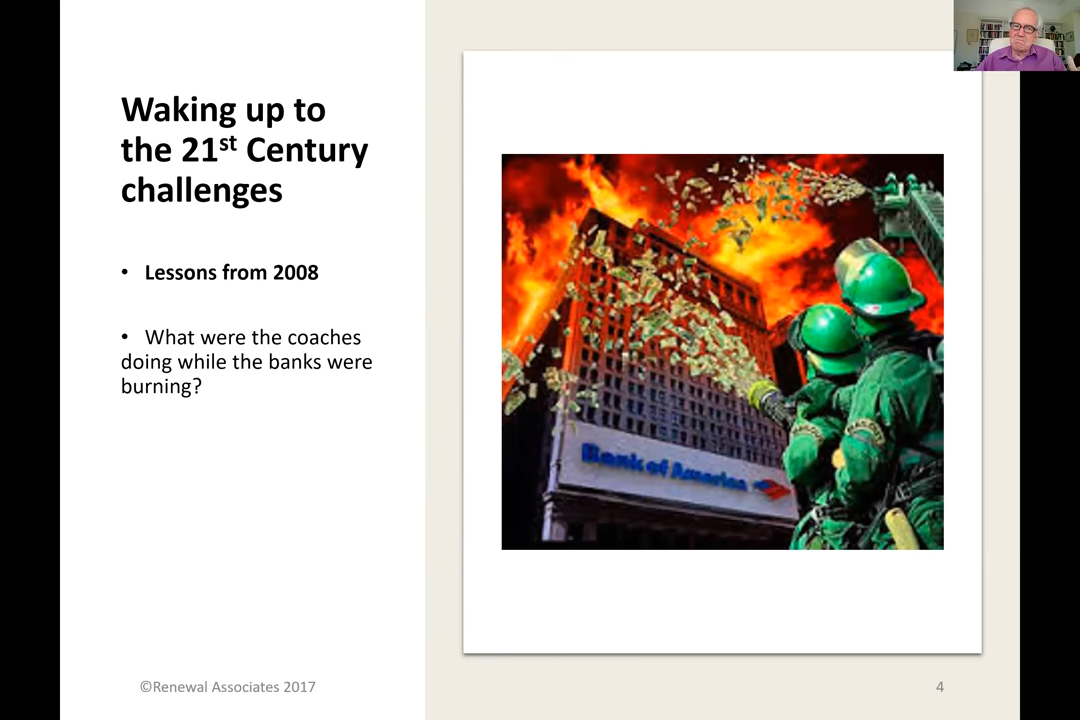 Waking up to
the 21st Century
challenges
• Lessons from 2008
• What were the coaches
doing while the banks were
burning?
Bank of America
©Renewal Associates 2017
4